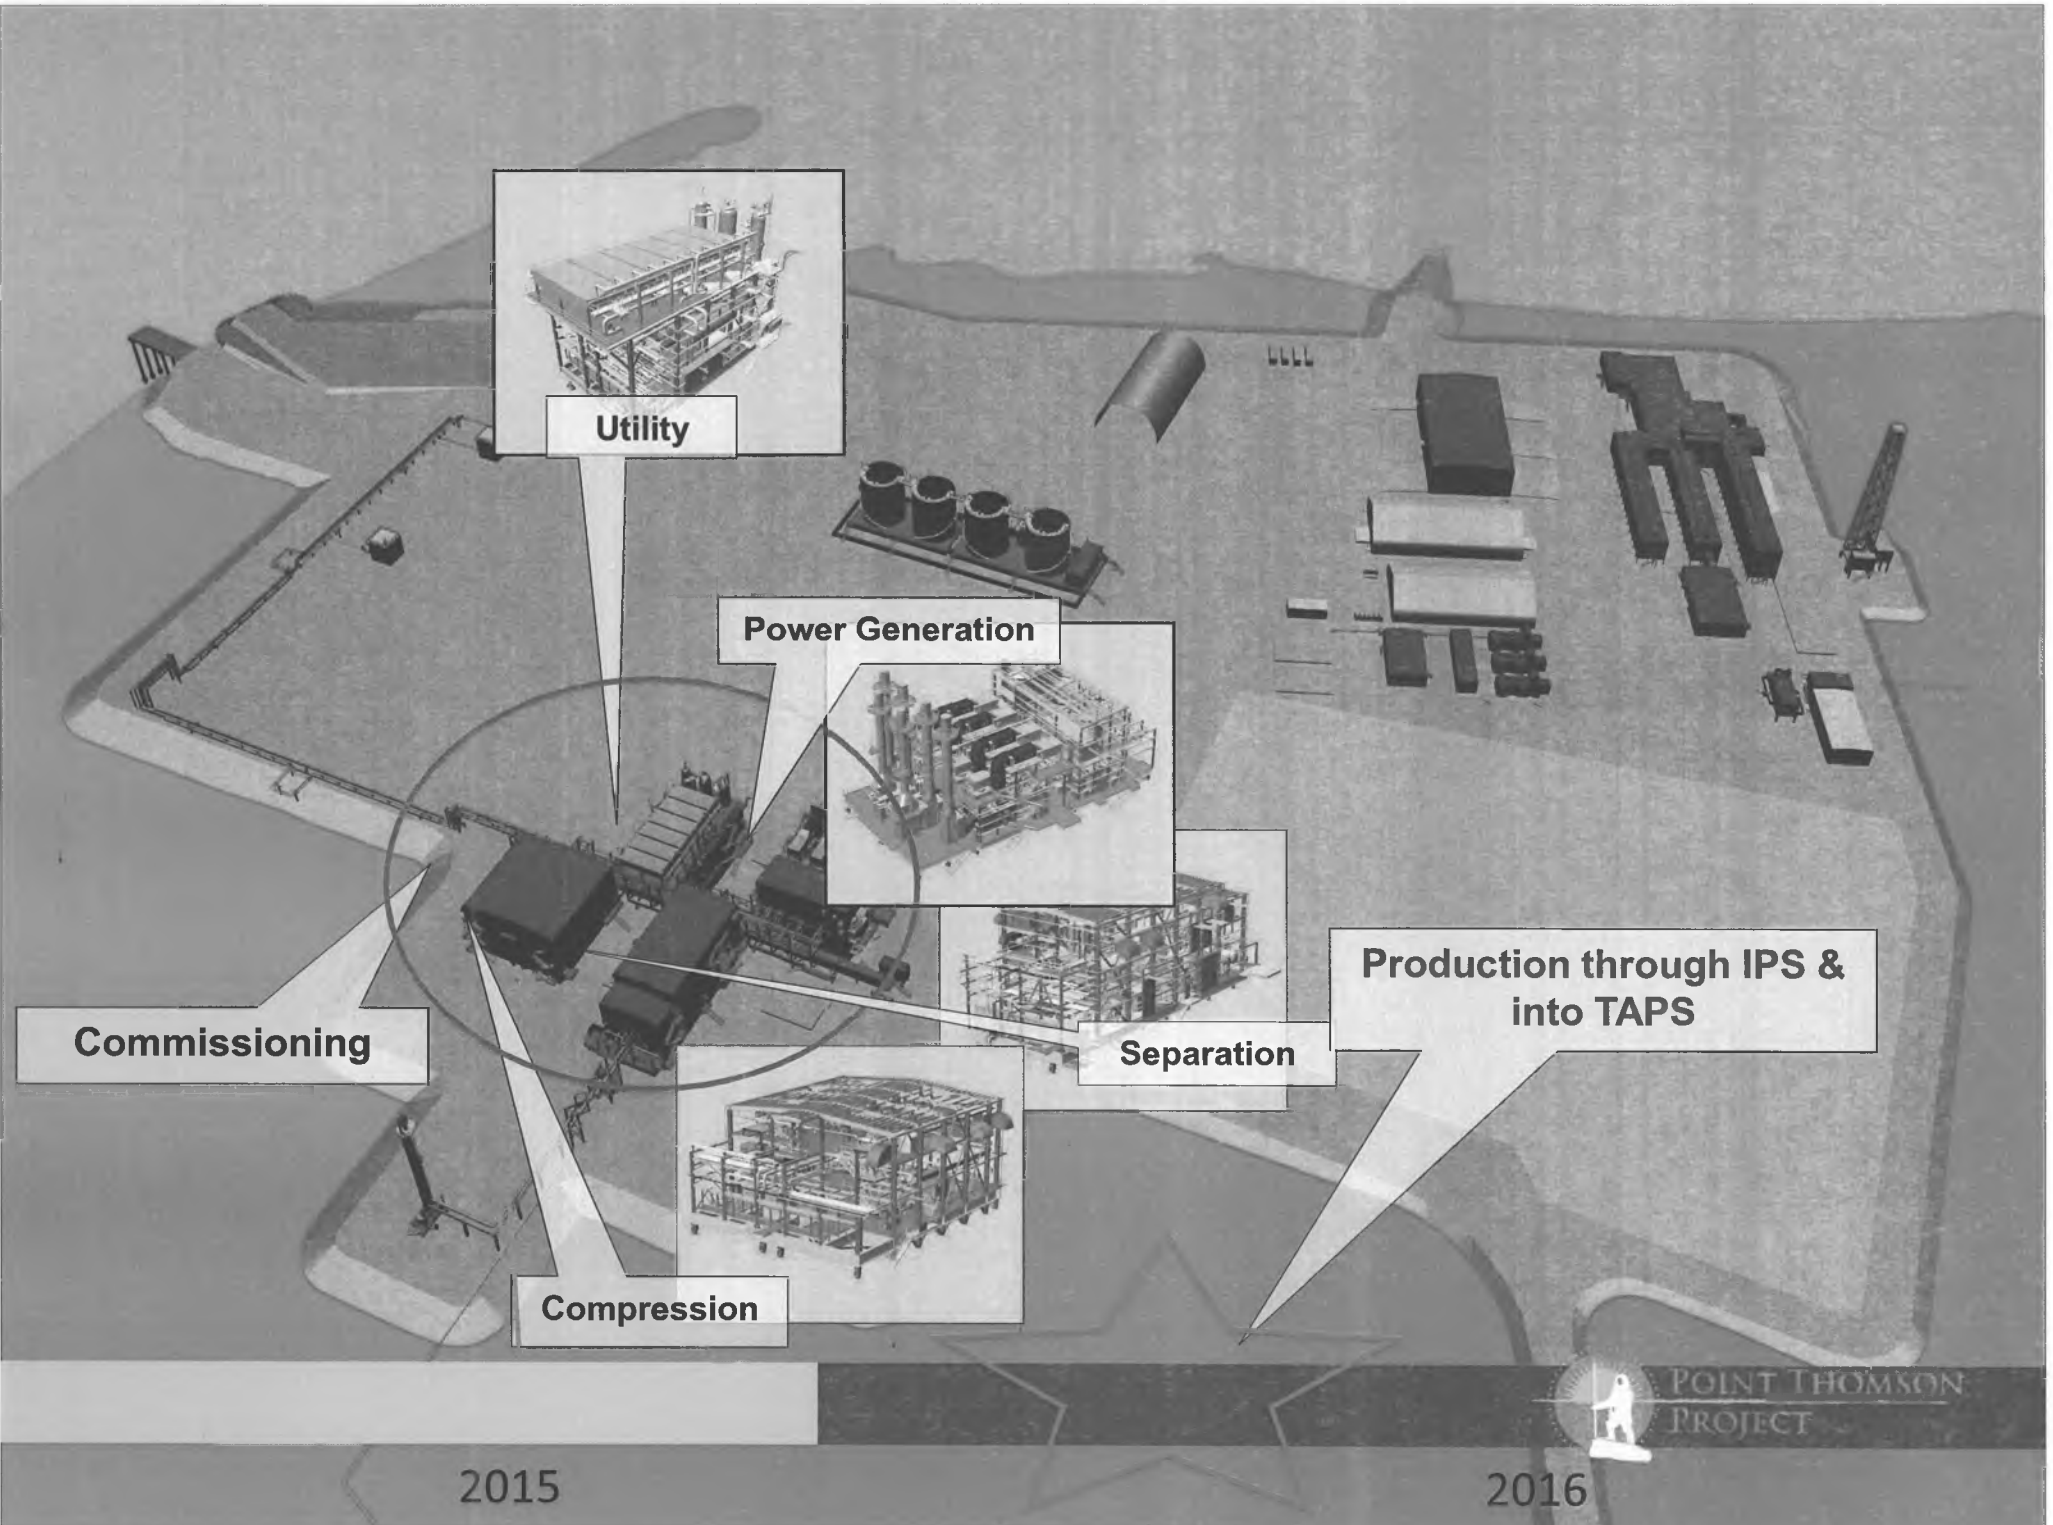 Utility
Power Generation
Production through IPS &
into TAPS
Commissioning
Separation
Compression
POINT THOMSON
PROJECT
2015
2016